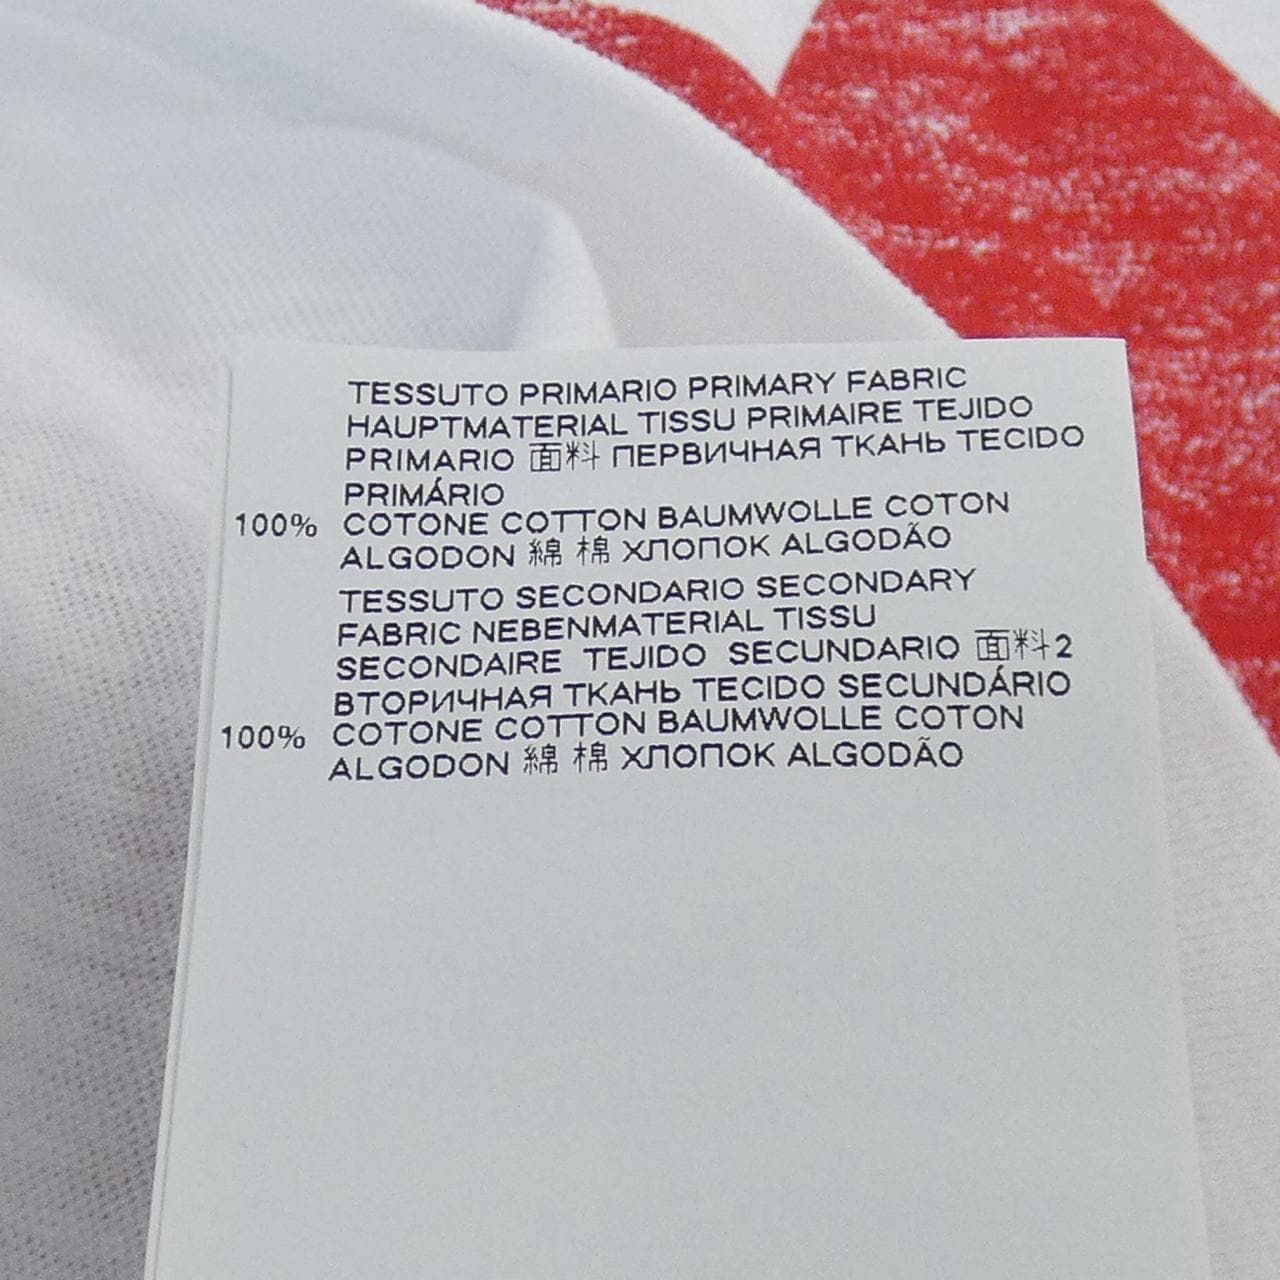 TESSUTO PRIMARIO PRIMARY FABRIC
HAUPTMATERIAL TISSU PRIMAIRE TEJIDO
PRIMARIO 面料 ПЕРВИЧНАЯ ТКАНЬ TECIDO
PRIMÁRIO
100% COTONE COTTON BAUMWOLLE COTON
ALGODON 綿 棉 ХЛОПОК ALGODÃO
TESSUTO SECONDARIO SECONDARY
FABRIC NEBENMATERIAL TISSU
SECONDAIRE TEJIDO SECUNDARIO 面料2
ВТОРИЧНАЯ ТКАНЬ TECIDO SECUNDÁRIO
100% COTONE COTTON BAUMWOLLE COTON
ALGODON 綿 棉 ХЛОПОК ALGODÃO